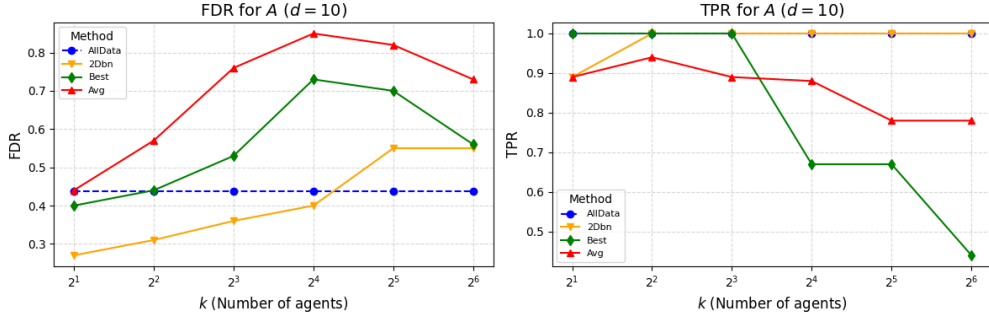 FDR for A (d = 10)
Method
AllData
2Dbn
Best
Avg
FDR
0.8
0.7
0.6
0.5
0.4
0.3
2^1
2^2
2^3
2^4
2^5
2^6
k (Number of agents)
TPR for A (d = 10)
TPR
1.0
0.9
0.8
0.7
0.6
0.5
Method
AllData
2Dbn
Best
Avg
2^1
2^2
2^3
2^4
2^5
2^6
k (Number of agents)